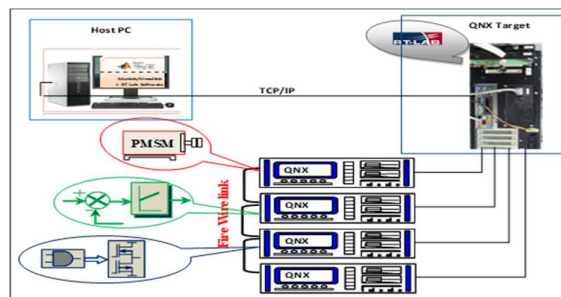 Host PC
QNX Target
RT-LAB
TCP/IP
PMSM
Fire Wire link
QNX
QNX
QNX
QNX